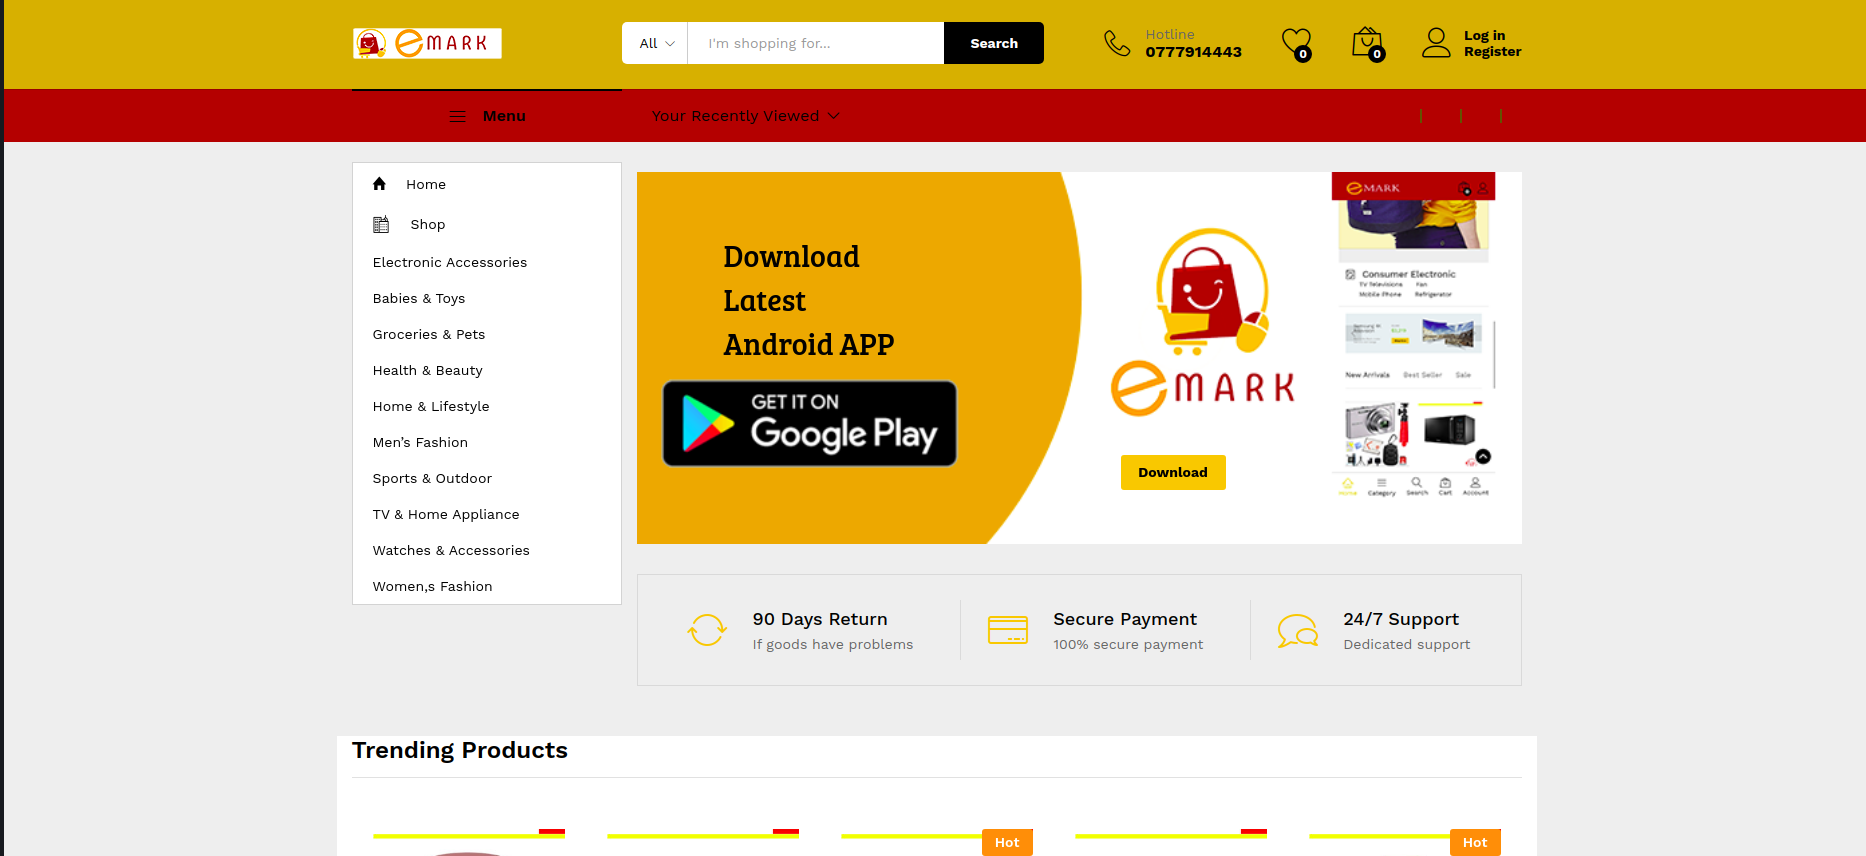 eMARK
All
I'm shopping for...
Search
Hotline
0777914443
0
0
Log in
Register
Menu
Your Recently Viewed
Home
Shop
Electronic Accessories
Babies & Toys
Groceries & Pets
Health & Beauty
Home & Lifestyle
Men’s Fashion
Sports & Outdoor
TV & Home Appliance
Watches & Accessories
Women,s Fashion
Download
Latest
Android APP
GET IT ON
Google Play
eMARK
Download
eMARK
Consumer Electronic
TV Televisions Fan
Mobile Phone Refrigerator
New Arrivals Best Seller Sale
Home Category Search Cart Account
90 Days Return
If goods have problems
Secure Payment
100% secure payment
24/7 Support
Dedicated support
Trending Products
Hot
Hot